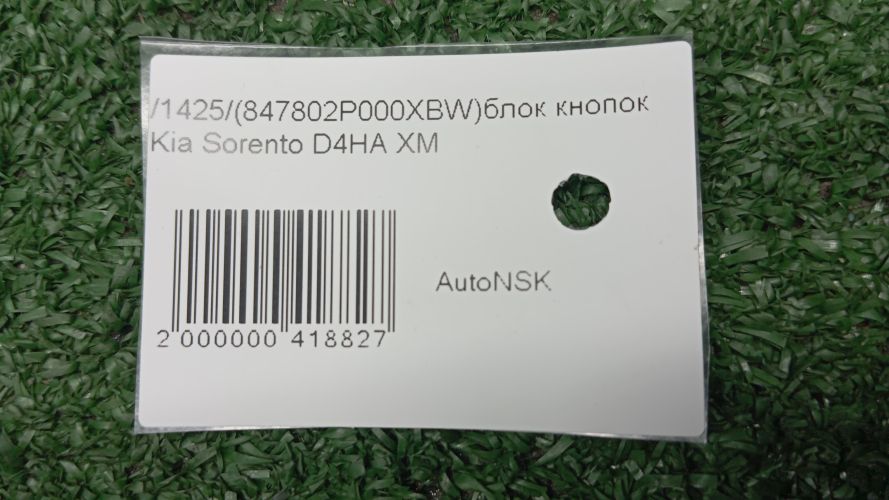 /1425/(847802P000XBW)блок кнопок
Kia Sorento D4HA XM
AutoNSK
2 000000 418827